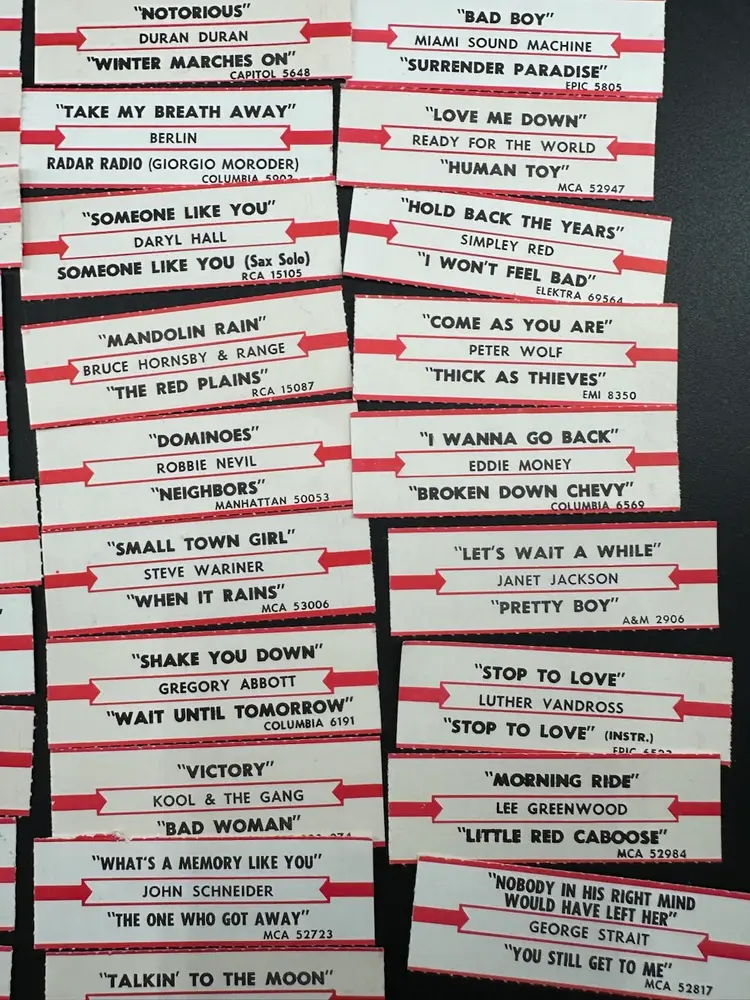 "NOTORIOUS"
DURAN DURAN
"WINTER MARCHES ON"
CAPITOL 5648
"TAKE MY BREATH AWAY"
BERLIN
RADAR RADIO (GIORGIO MORODER)
COLUMBIA 5903
"SOMEONE LIKE YOU"
DARYL HALL
SOMEONE LIKE YOU (Sax Solo)
RCA 15105
"MANDOLIN RAIN"
BRUCE HORNSBY & RANGE
"THE RED PLAINS"
RCA 15087
"DOMINOES"
ROBBIE NEVIL
"NEIGHBORS"
MANHATTAN 50053
"SMALL TOWN GIRL"
STEVE WARINER
"WHEN IT RAINS"
MCA 53006
"SHAKE YOU DOWN"
GREGORY ABBOTT
"WAIT UNTIL TOMORROW"
COLUMBIA 6191
"VICTORY"
KOOL & THE GANG
"BAD WOMAN"
"WHAT'S A MEMORY LIKE YOU"
JOHN SCHNEIDER
"THE ONE WHO GOT AWAY"
MCA 52723
"TALKIN' TO THE MOON"
"BAD BOY"
MIAMI SOUND MACHINE
"SURRENDER PARADISE"
EPIC 5805
"LOVE ME DOWN"
READY FOR THE WORLD
"HUMAN TOY"
MCA 52947
"HOLD BACK THE YEARS"
SIMPLEY RED
"I WON'T FEEL BAD"
ELEKTRA 69564
"COME AS YOU ARE"
PETER WOLF
"THICK AS THIEVES"
EMI 8350
"I WANNA GO BACK"
EDDIE MONEY
"BROKEN DOWN CHEVY"
COLUMBIA 6569
"LET'S WAIT A WHILE"
JANET JACKSON
"PRETTY BOY"
A&M 2906
"STOP TO LOVE"
LUTHER VANDROSS
"STOP TO LOVE" (INSTR.)
EPIC 6523
"MORNING RIDE"
LEE GREENWOOD
"LITTLE RED CABOOSE"
MCA 52984
"NOBODY IN HIS RIGHT MIND
WOULD HAVE LEFT HER"
GEORGE STRAIT
"YOU STILL GET TO ME"
MCA 52817